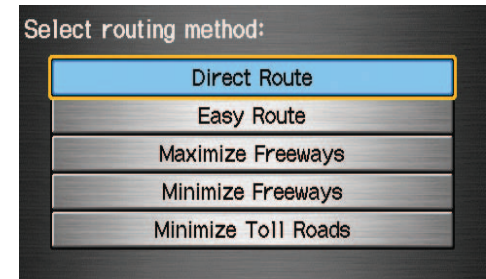 Select routing method:
Direct Route
Easy Route
Maximize Freeways
Minimize Freeways
Minimize Toll Roads